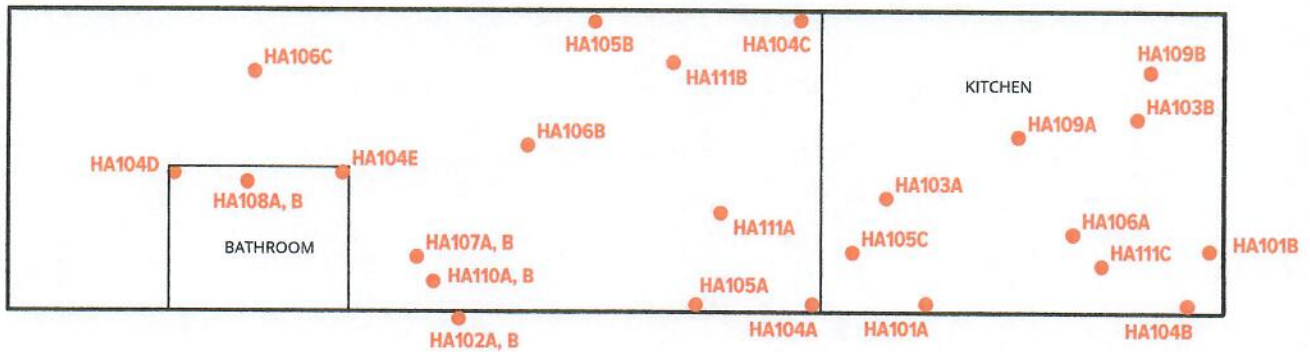 HA105B
HA104C
HA106C
HA111B
HA109B
KITCHEN
HA103B
HA106B
HA109A
HA104D
HA104E
HA108A, B
HA103A
HA111A
HA106A
BATHROOM
HA107A, B
HA105C
HA111C
HA101B
HA110A, B
HA105A
HA102A, B
HA104A
HA101A
HA104B